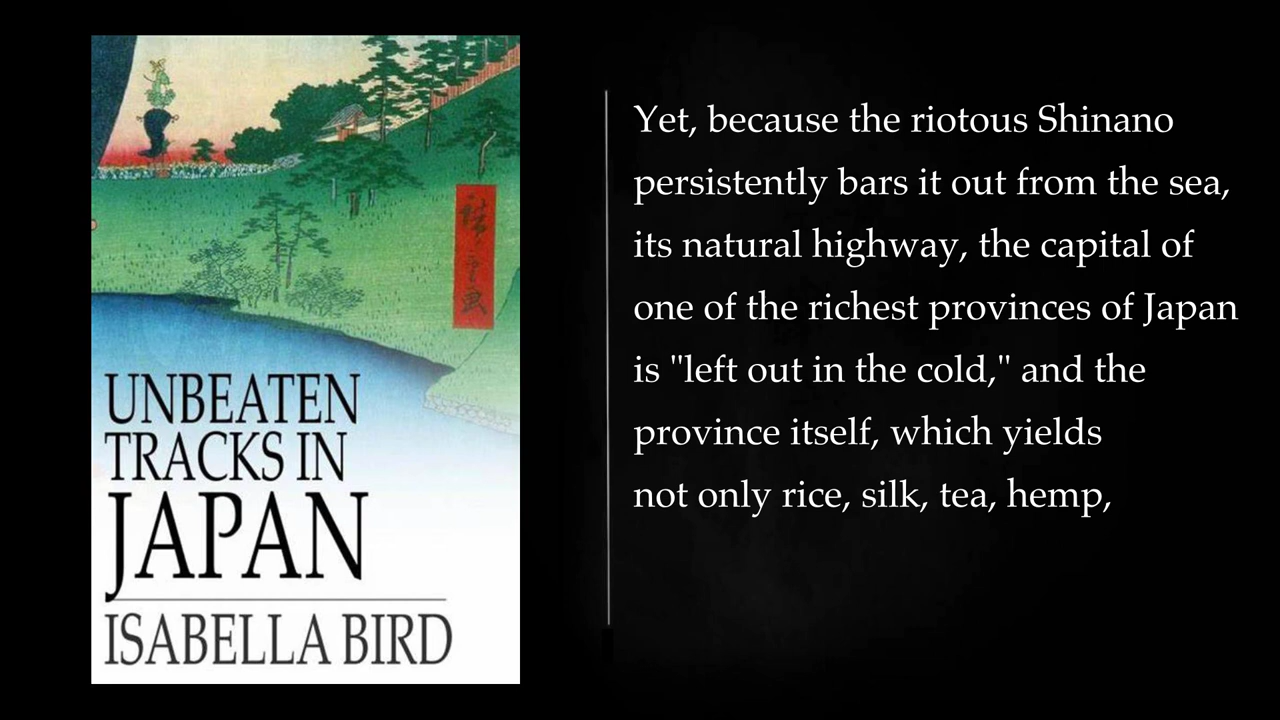 UNBEATEN
TRACKS IN
JAPAN
ISABELLA BIRD
Yet, because the riotous Shinano
persistently bars it out from the sea,
its natural highway, the capital of
one of the richest provinces of Japan
is "left out in the cold," and the
province itself, which yields
not only rice, silk, tea, hemp,